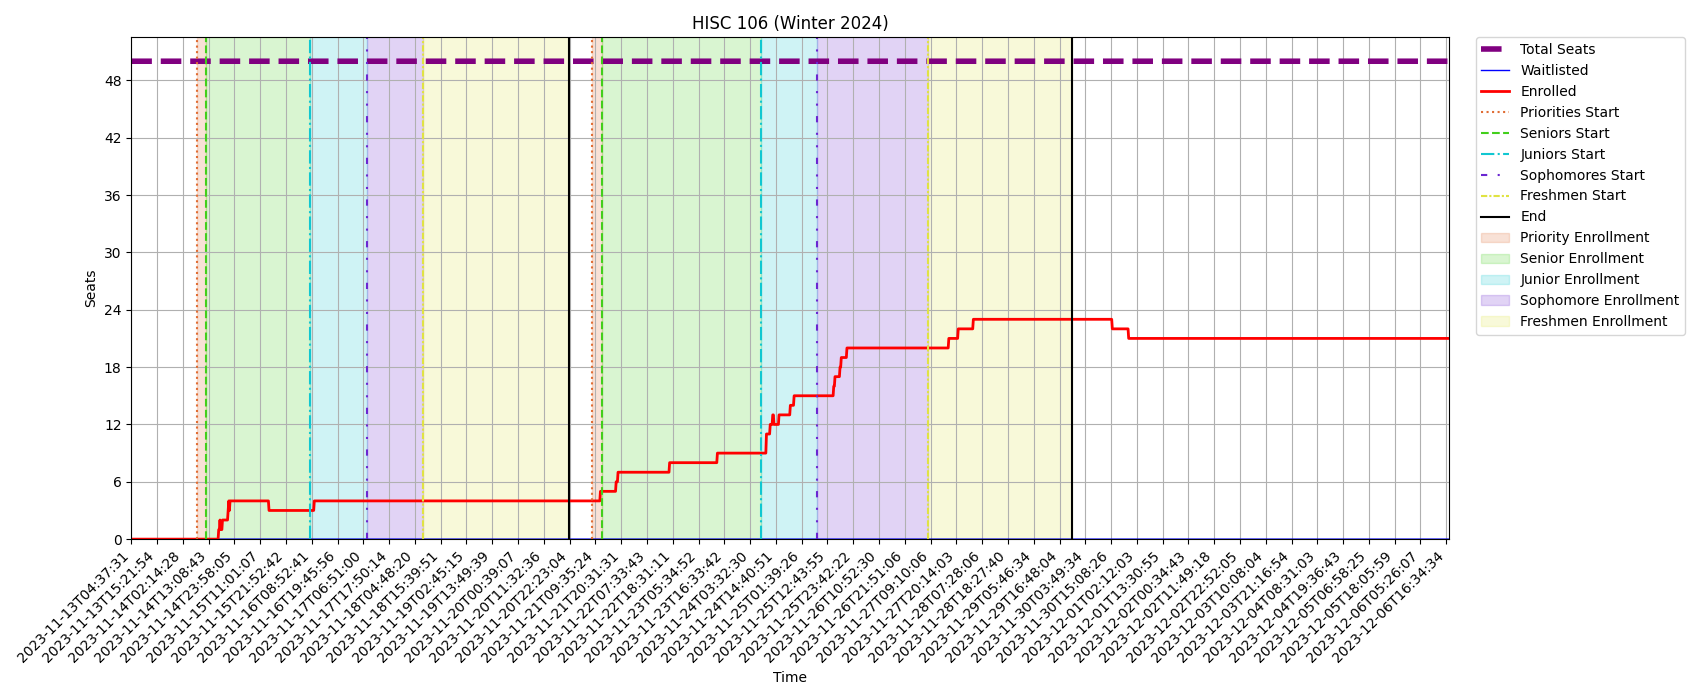 HISC 106 (Winter 2024)
Seats
48
42
36
30
24
18
12
6
0
2023-11-13T04:37:31
2023-11-13T15:21:54
2023-11-14T02:14:28
2023-11-14T13:08:43
2023-11-14T23:58:05
2023-11-15T11:01:07
2023-11-15T21:52:42
2023-11-16T08:52:41
2023-11-16T19:45:56
2023-11-17T06:51:00
2023-11-17T17:50:14
2023-11-18T04:48:20
2023-11-18T15:39:51
2023-11-19T02:45:15
2023-11-19T13:49:39
2023-11-20T00:39:07
2023-11-20T11:32:36
2023-11-20T22:23:04
2023-11-21T09:35:24
2023-11-21T20:31:31
2023-11-22T07:33:43
2023-11-22T18:31:11
2023-11-23T05:34:52
2023-11-23T16:33:42
2023-11-24T03:32:30
2023-11-24T14:40:51
2023-11-25T01:39:26
2023-11-25T12:43:55
2023-11-25T23:42:22
2023-11-26T10:52:30
2023-11-26T21:51:06
2023-11-27T09:10:06
2023-11-27T20:14:03
2023-11-28T07:28:06
2023-11-28T18:27:40
2023-11-29T05:46:34
2023-11-29T16:48:04
2023-11-30T03:49:34
2023-11-30T15:08:26
2023-12-01T02:12:03
2023-12-01T13:30:55
2023-12-02T00:34:43
2023-12-02T11:49:18
2023-12-02T22:52:05
2023-12-03T10:08:04
2023-12-03T21:16:54
2023-12-04T08:31:03
2023-12-04T19:36:43
2023-12-05T06:58:25
2023-12-05T18:05:59
2023-12-06T05:26:07
2023-12-06T16:34:34
Time
Total Seats
Waitlisted
Enrolled
Priorities Start
Seniors Start
Juniors Start
Sophomores Start
Freshmen Start
End
Priority Enrollment
Senior Enrollment
Junior Enrollment
Sophomore Enrollment
Freshmen Enrollment